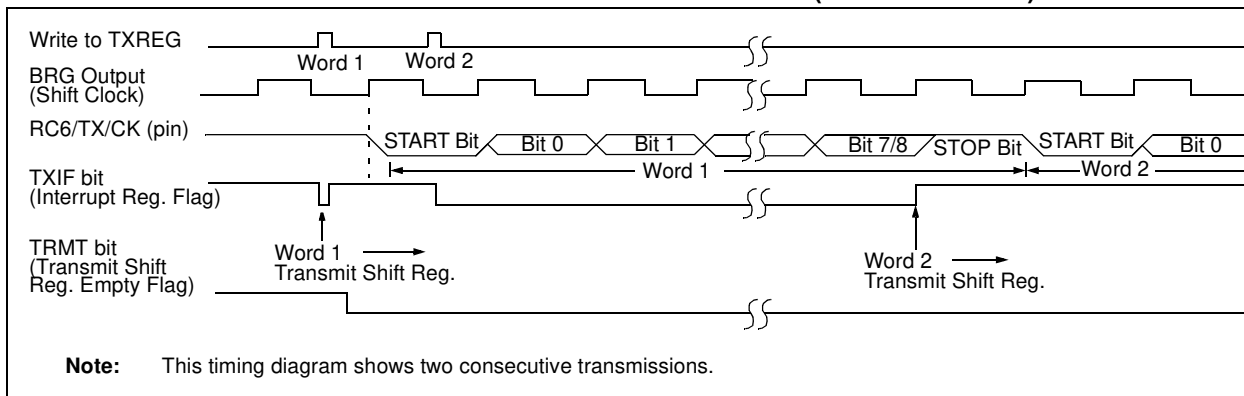 Write to TXREG
Word 1
Word 2
BRG Output
(Shift Clock)
RC6/TX/CK (pin)
START Bit
Bit 0
Bit 1
Bit 7/8
STOP Bit
START Bit
Bit 0
Word 1
Word 2
TXIF bit
(Interrupt Reg. Flag)
Word 1
Transmit Shift Reg.
Word 2
Transmit Shift Reg.
TRMT bit
(Transmit Shift
Reg. Empty Flag)
Note: This timing diagram shows two consecutive transmissions.